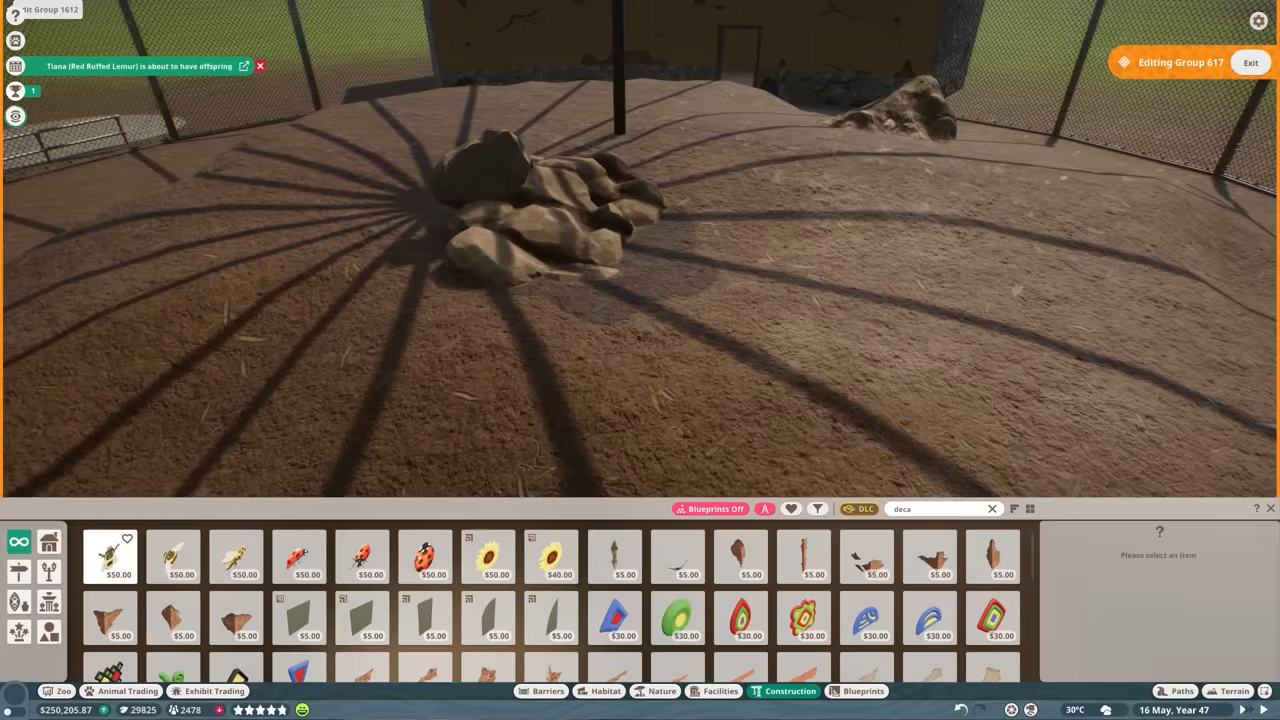 it Group 1612
Tiana (Red Ruffed Lemur) is about to have offspring
1
Editing Group 617
Exit
Blueprints Off
DLC
deca
Please select an item
$50.00 $50.00 $50.00 $50.00 $50.00 $50.00 $50.00 $40.00 $5.00 $5.00 $5.00 $5.00 $5.00 $5.00 $5.00
$5.00 $5.00 $5.00 $5.00 $5.00 $5.00 $5.00 $5.00 $30.00 $30.00 $30.00 $30.00 $30.00 $30.00 $30.00
Zoo Animal Trading Exhibit Trading Barriers Habitat Nature Facilities Construction Blueprints Paths Terrain
$250,205.87 29825 2478 30°C 16 May, Year 47